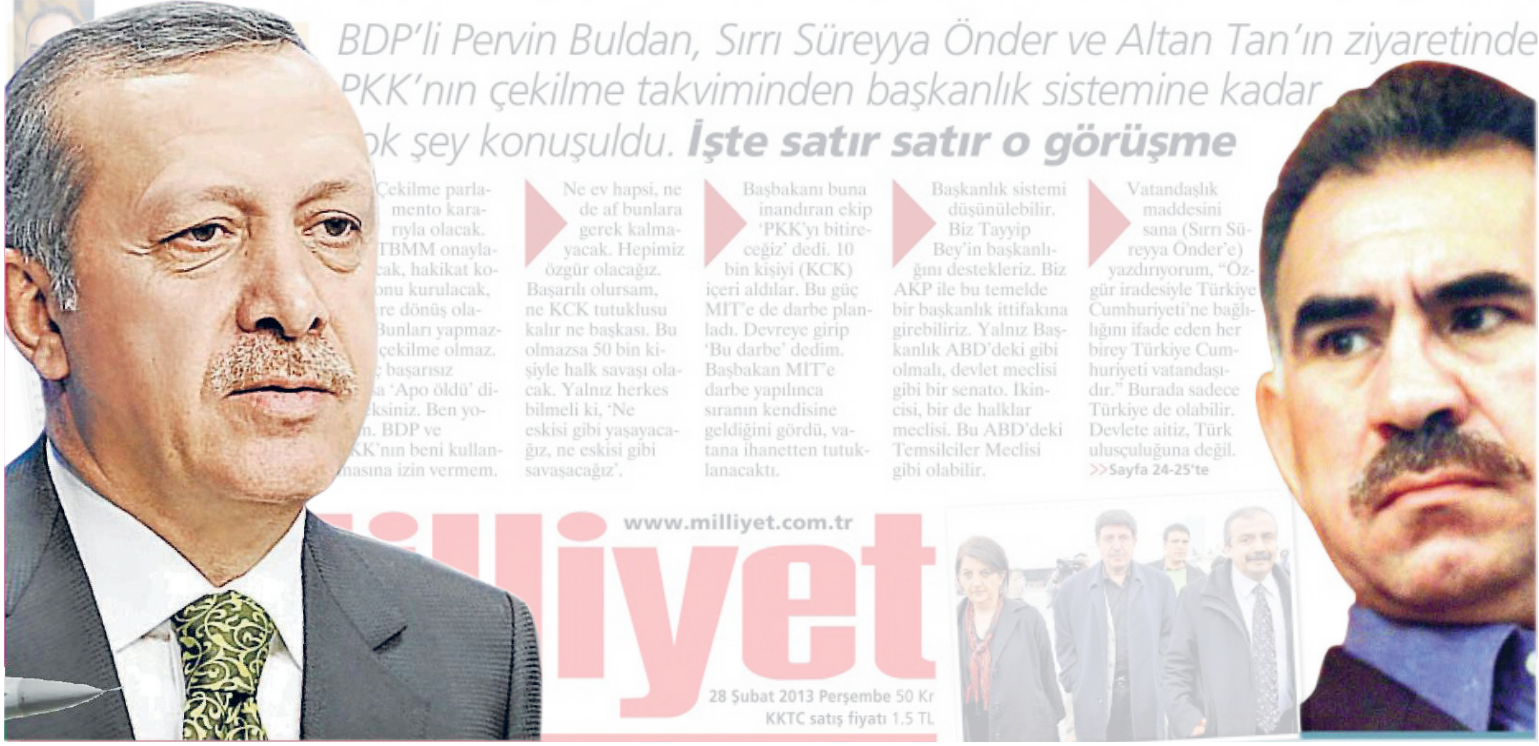 BDP'li Pervin Buldan, Sırrı Süreyya Önder ve Altan Tan'ın ziyaretinde
PKK'nın çekilme takviminden başkanlık sistemine kadar
ok şey konuşuldu. İşte satır satır o görüşme
Çekilme parla-
mento kara-
rıyla olacak.
TBMM onayla-
cak, hakikat ko-
onu kurulacak,
re dönüş ola-
Bunları yapmaz-
çekilme olmaz.
ç başarısız
sa 'Apo öldü' di-
eksiniz. Ben yo-
m. BDP ve
KK'nın beni kullan-
masına izin vermem.
Ne ev hapsi, ne
de af bunlara
gerek kalma-
yacak. Hepimiz
özgür olacağız.
Başarılı olursam,
ne KCK tutuklusu
kalır ne başkası. Bu
olmazsa 50 bin ki-
şiyle halk savaşı ola-
cak. Yalnız herkes
bilmeli ki, 'Ne
eskisi gibi yaşayaca-
ğız, ne eskisi gibi
savaşacağız'.
Başbakanı buna
inandıran ekip
'PKK'yı bitire-
ceğiz' dedi. 10
bin kişiyi (KCK)
içeri aldılar. Bu güç
MİT'e de darbe plan-
ladı. Devreye girip
'Bu darbe' dedim.
Başbakan MİT'e
darbe yapılınca
sıranın kendisine
geldiğini gördü, va-
tana ihanetten tutuk-
lanacaktı.
Başkanlık sistemi
düşünülebilir.
Biz Tayyip
Bey'in başkanlı-
ğını destekleriz. Biz
AKP ile bu temelde
bir başkanlık ittifakına
girebiliriz. Yalnız Baş-
kanlık ABD'deki gibi
olmalı, devlet meclisi
gibi bir senato. İkin-
cisi, bir de halklar
meclisi. Bu ABD'deki
Temsilciler Meclisi
gibi olabilir.
Vatandaşlık
maddesini
sana (Sırrı Sü-
reyya Önder'e)
yazdırıyorum, "Öz-
gür iradesiyle Türkiye
Cumhuriyeti'ne bağlı-
lığını ifade eden her
birey Türkiye Cum-
huriyeti vatandaşı-
dır." Burada sadece
Türkiye de olabilir.
Devlete aitiz, Türk
ulusçuluğuna değil.
>>Sayfa 24-25'te
www.milliyet.com.tr
illiyet
28 Şubat 2013 Perşembe 50 Kr
KKTC satış fiyatı 1.5 TL